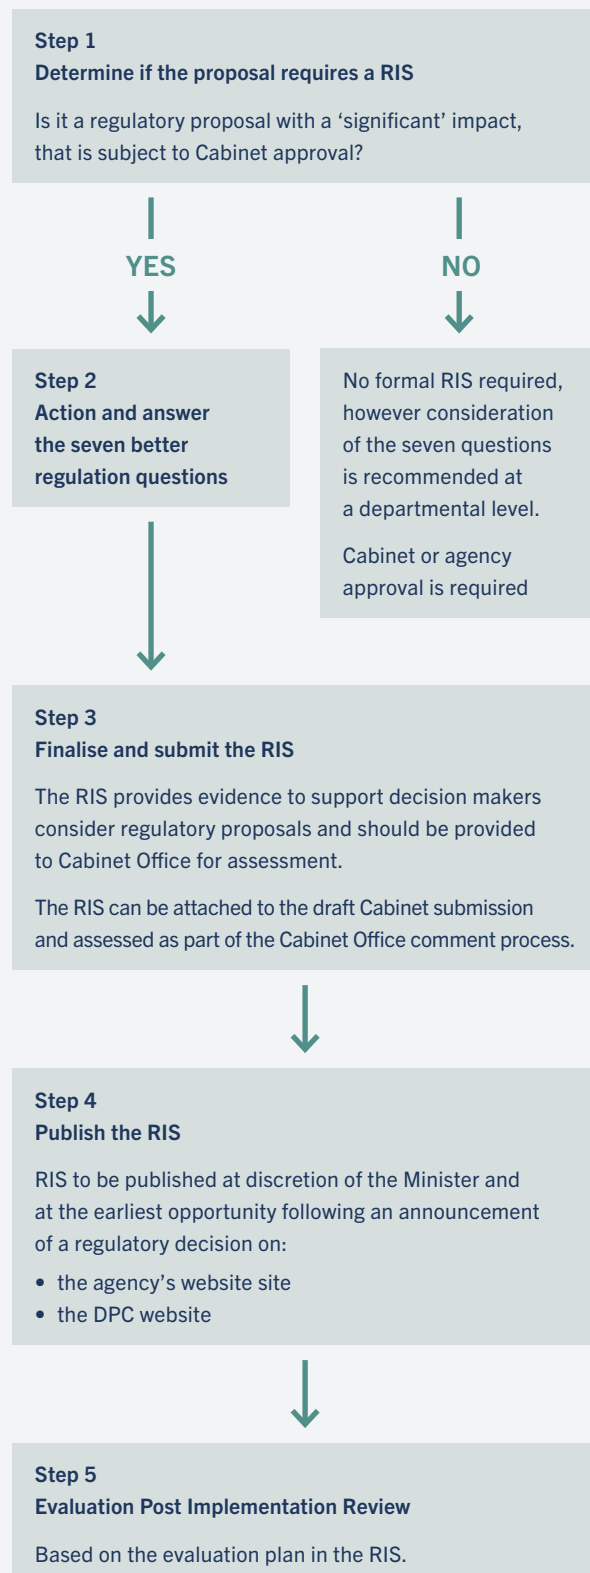 Step 1
Determine if the proposal requires a RIS
Is it a regulatory proposal with a ‘significant’ impact,
that is subject to Cabinet approval?
YES
NO
Step 2
Action and answer
the seven better
regulation questions
No formal RIS required,
however consideration
of the seven questions
is recommended at
a departmental level.
Cabinet or agency
approval is required
Step 3
Finalise and submit the RIS
The RIS provides evidence to support decision makers
consider regulatory proposals and should be provided
to Cabinet Office for assessment.
The RIS can be attached to the draft Cabinet submission
and assessed as part of the Cabinet Office comment process.
Step 4
Publish the RIS
RIS to be published at discretion of the Minister and
at the earliest opportunity following an announcement
of a regulatory decision on:
• the agency’s website site
• the DPC website
Step 5
Evaluation Post Implementation Review
Based on the evaluation plan in the RIS.